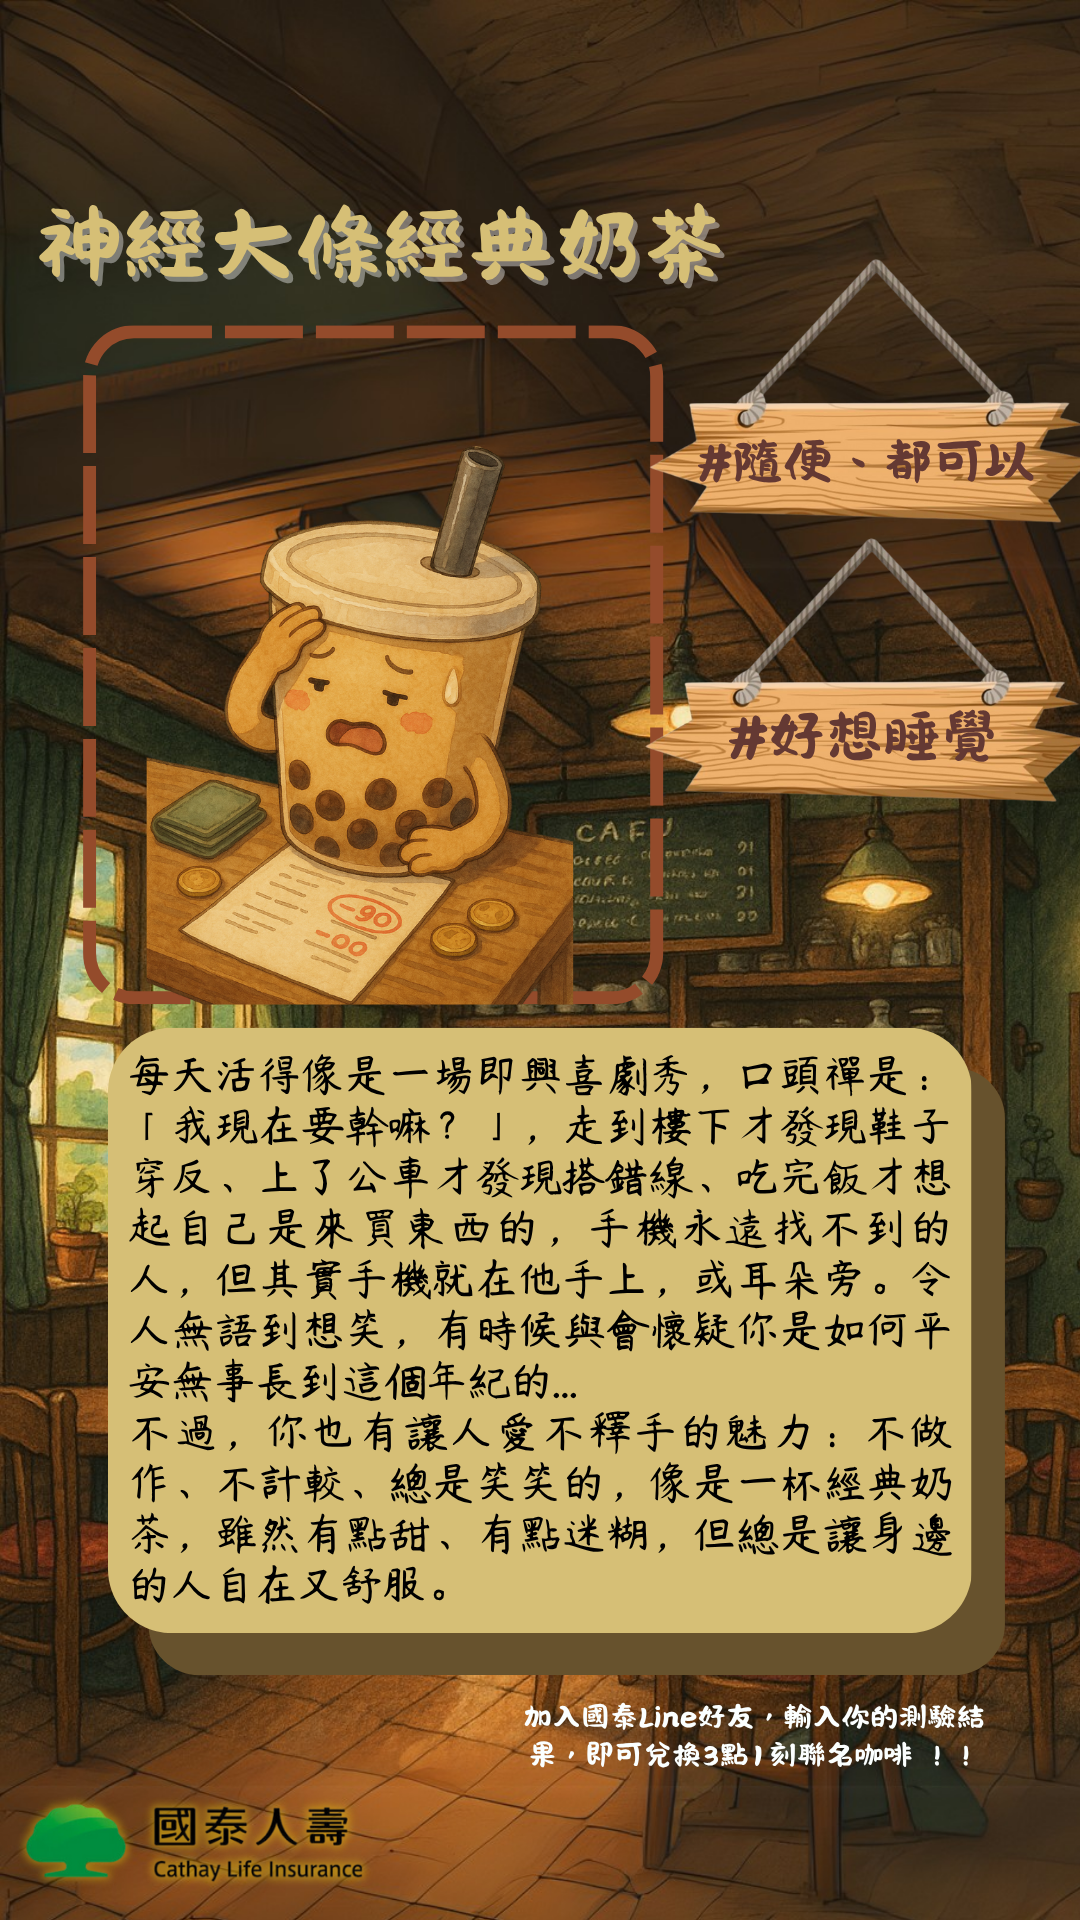 神經大條經典奶茶
#隨便、都可以
#好想睡覺
CAFU
-90
-00
每天活得像是一場即興喜劇秀，口頭禪是：
「我現在要幹嘛？」，走到樓下才發現鞋子
穿反、上了公車才發現搭錯線、吃完飯才想
起自己是來買東西的，手機永遠找不到的
人，但其實手機就在他手上，或耳朵旁。令
人無語到想笑，有時候與會懷疑你是如何平
安無事長到這個年紀的...
不過，你也有讓人愛不釋手的魅力：不做
作、不計較、總是笑笑的，像是一杯經典奶
茶，雖然有點甜、有點迷糊，但總是讓身邊
的人自在又舒服。
加入國泰Line好友，輸入你的測驗結
果，即可兌換3點1刻聯名咖啡！！
國泰人壽
Cathay Life Insurance